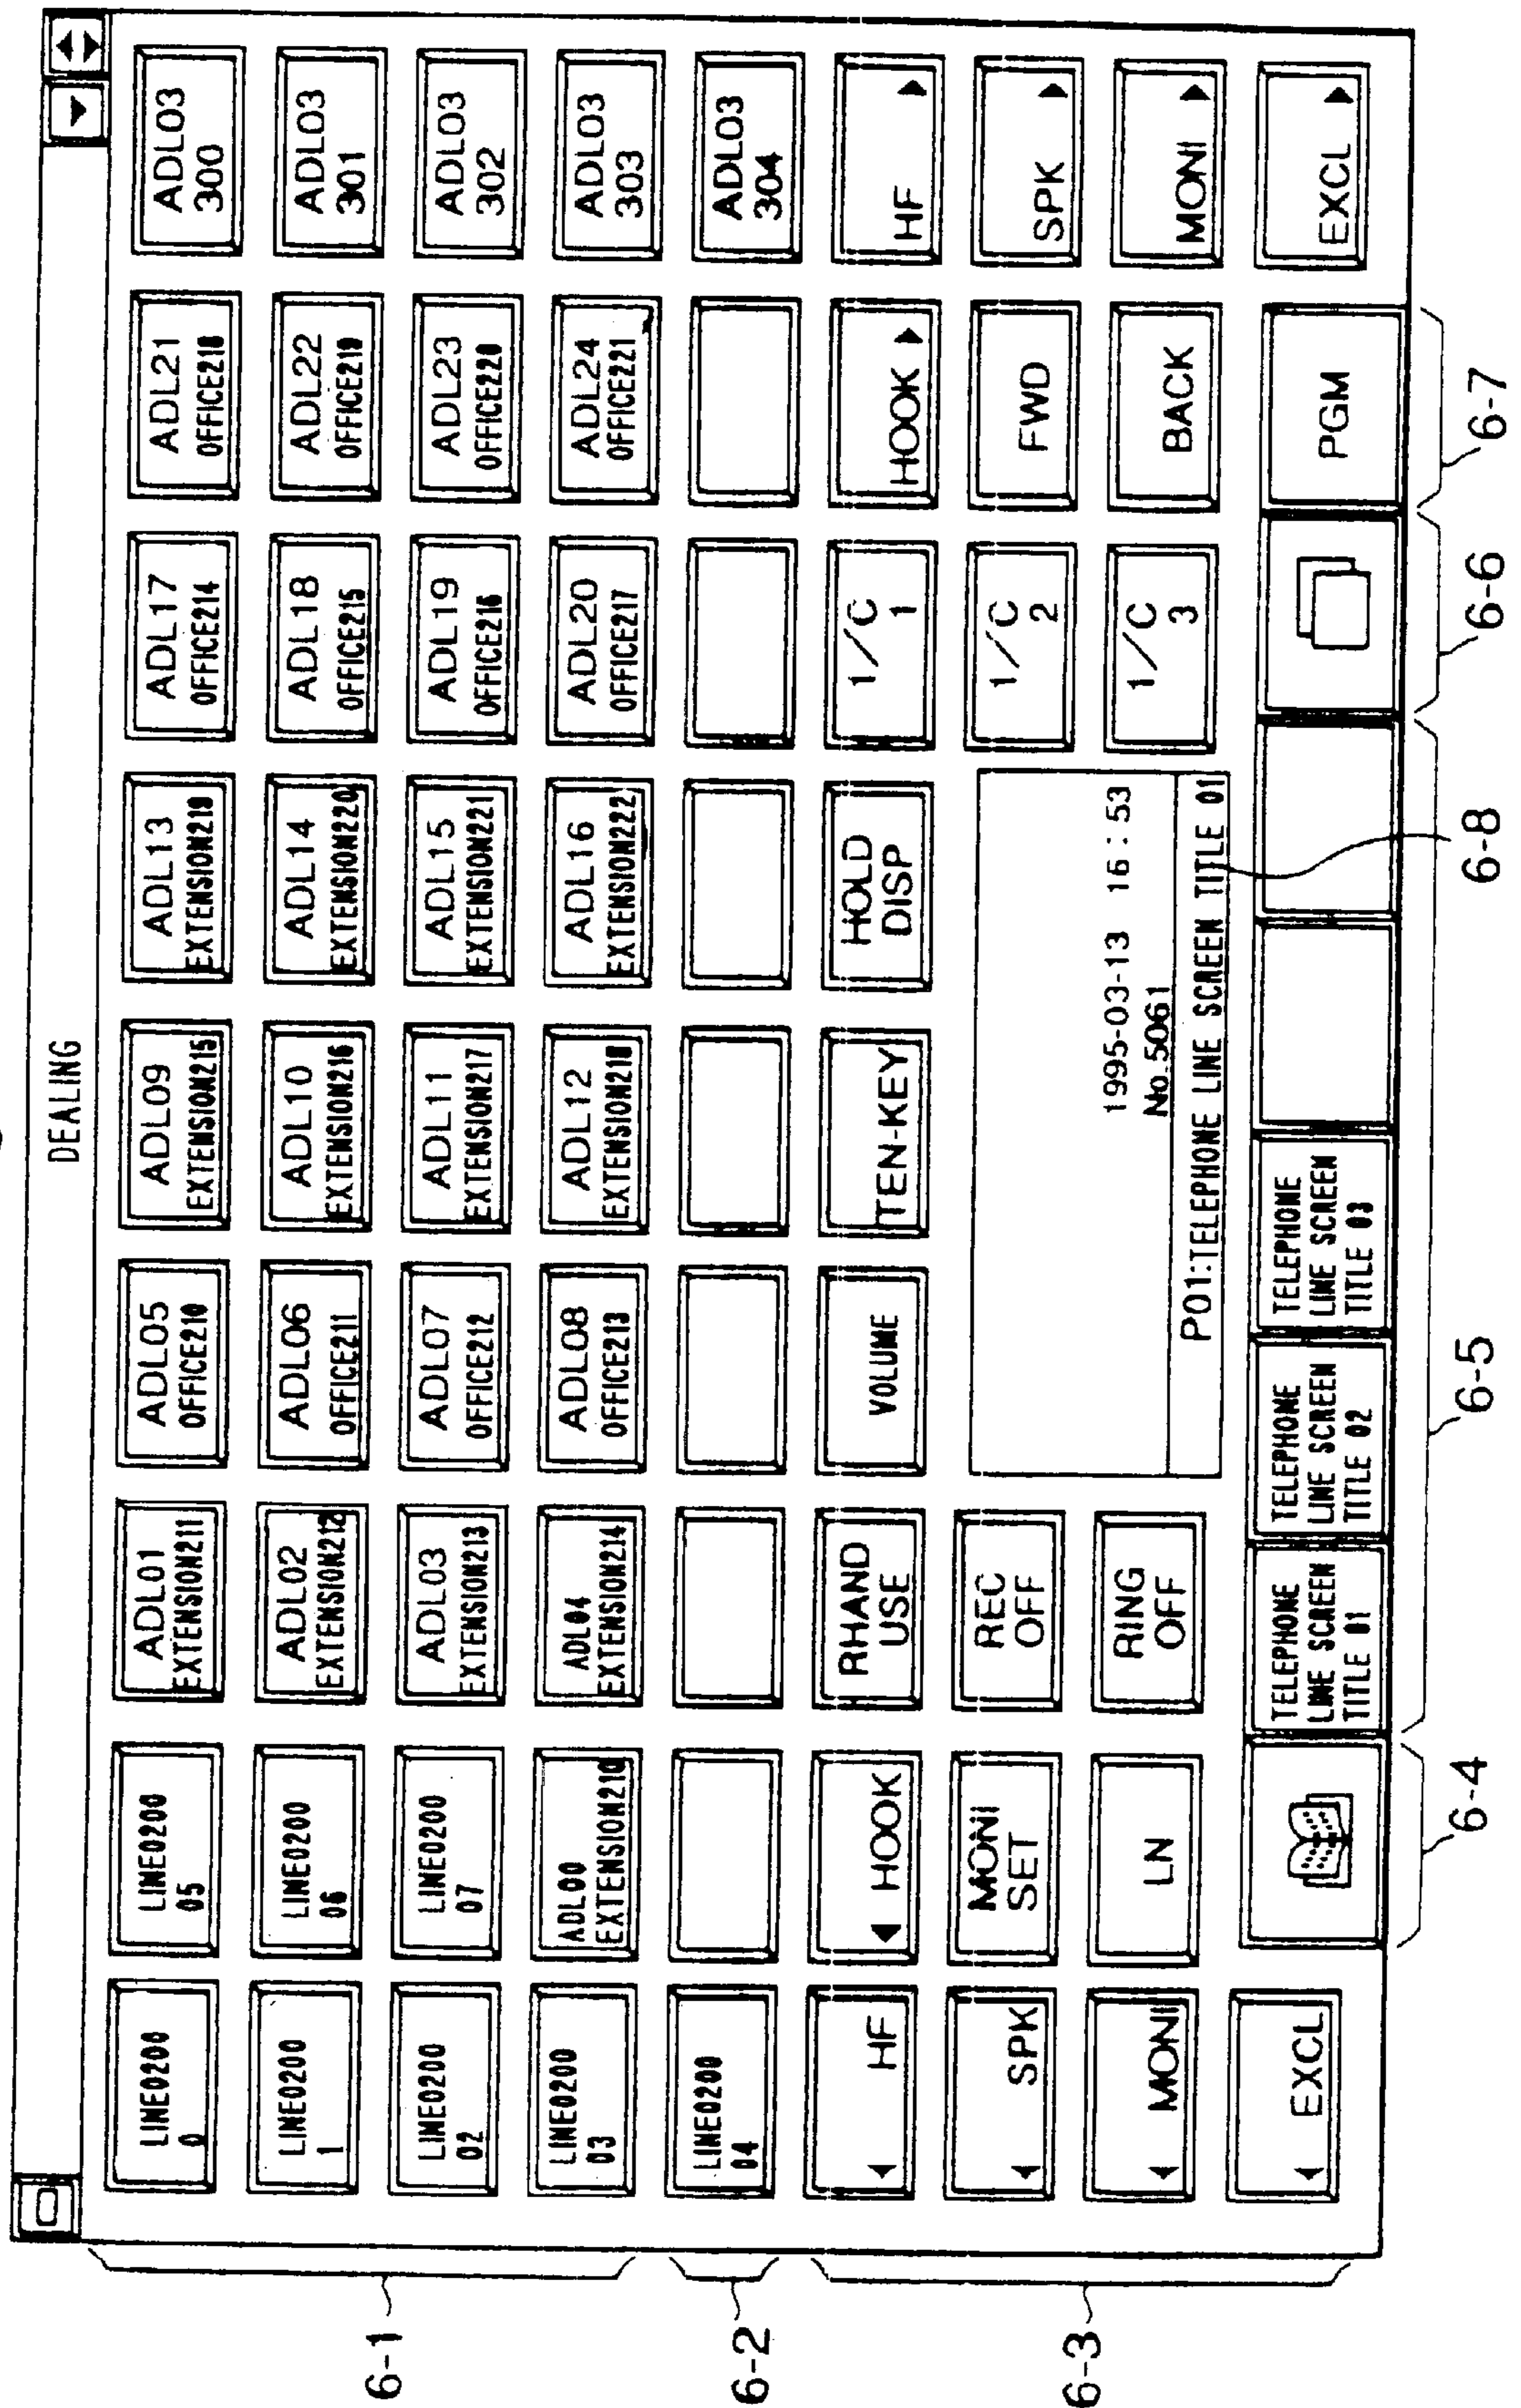 DEALING
LINE0200
0
LINE0200
05
ADL01
EXTENSION211
ADL05
OFFICE210
ADL09
EXTENSION215
ADL13
EXTENSION219
ADL17
OFFICE214
ADL21
OFFICE218
ADL03
300
LINE0200
1
LINE0200
06
ADL02
EXTENSION212
ADL06
OFFICE211
ADL10
EXTENSION216
ADL14
EXTENSION220
ADL18
OFFICE215
ADL22
OFFICE219
ADL03
301
LINE0200
02
LINE0200
07
ADL03
EXTENSION213
ADL07
OFFICE212
ADL11
EXTENSION217
ADL15
EXTENSION221
ADL19
OFFICE216
ADL23
OFFICE220
ADL03
302
LINE0200
03
ADL00
EXTENSION210
ADL04
EXTENSION214
ADL08
OFFICE213
ADL12
EXTENSION218
ADL16
EXTENSION222
ADL20
OFFICE217
ADL24
OFFICE221
ADL03
303
LINE0200
04
ADL03
304
◀ HF
◀ HOOK
RHAND
USE
VOLUME
TEN-KEY
HOLD
DISP
1/C
1
HOOK ▶
HF ▶
◀ SPK
MONI
SET
REC
OFF
1/C
2
FWD
SPK ▶
◀ MONI
LN
RING
OFF
1995-03-13 16:53
No.5061
P01:TELEPHONE LINE SCREEN TITLE 01
1/C
3
BACK
MONI ▶
◀ EXCL
TELEPHONE
LINE SCREEN
TITLE 01
TELEPHONE
LINE SCREEN
TITLE 02
TELEPHONE
LINE SCREEN
TITLE 03
PGM
EXCL ▶
6-1
6-2
6-3
6-4
6-5
6-8
6-6
6-7